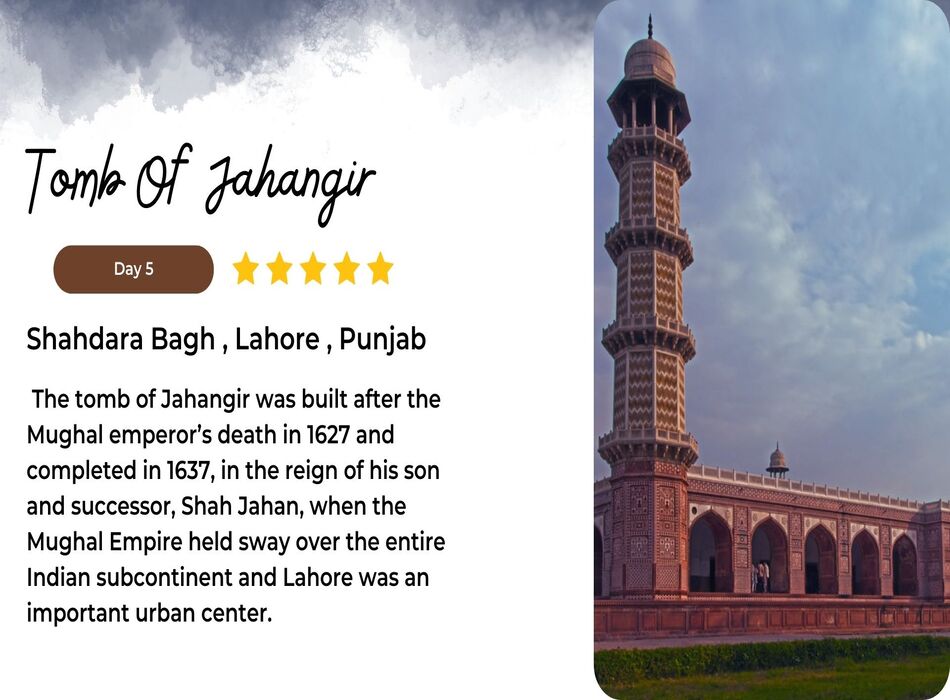 Tomb Of Jahangir
Day 5
Shahdara Bagh , Lahore , Punjab
The tomb of Jahangir was built after the
Mughal emperor’s death in 1627 and
completed in 1637, in the reign of his son
and successor, Shah Jahan, when the
Mughal Empire held sway over the entire
Indian subcontinent and Lahore was an
important urban center.